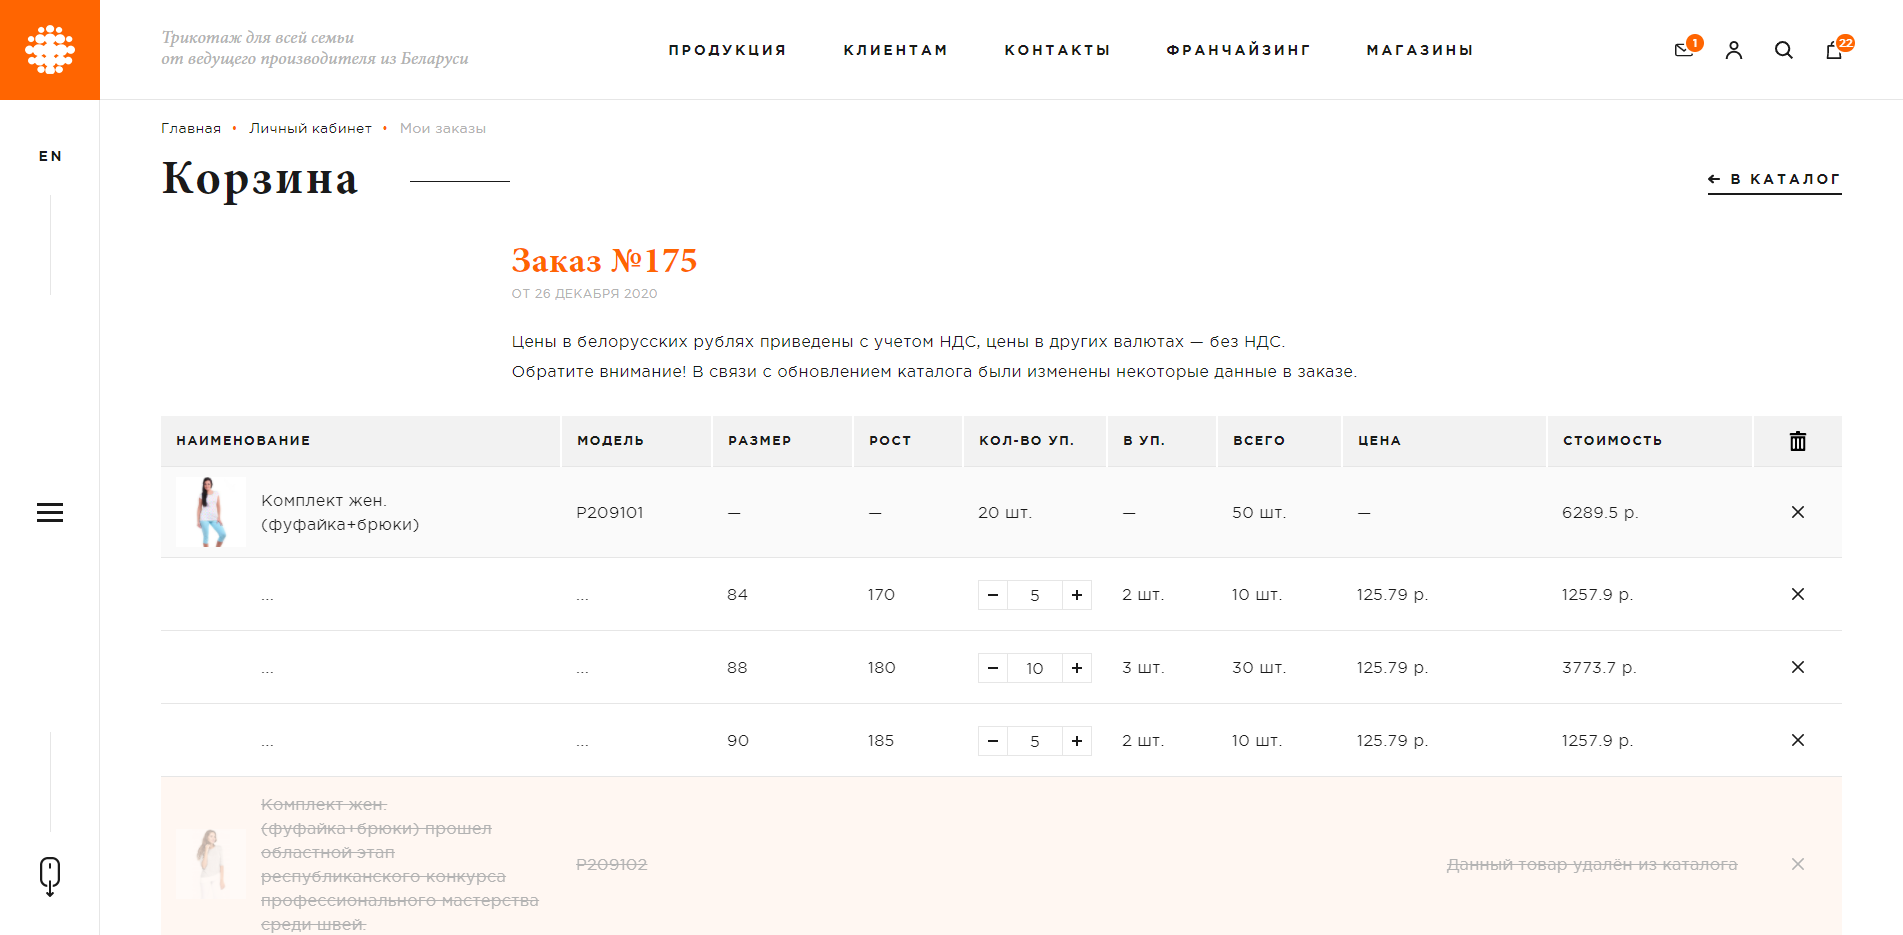 Трикотаж для всей семьи
от ведущего производителя из Беларуси
ПРОДУКЦИЯ КЛИЕНТАМ КОНТАКТЫ ФРАНЧАЙЗИНГ МАГАЗИНЫ
1
22
EN
Главная • Личный кабинет • Мои заказы
Корзина
← В КАТАЛОГ
Заказ №175
ОТ 26 ДЕКАБРЯ 2020
Цены в белорусских рублях приведены с учетом НДС, цены в других валютах — без НДС.
Обратите внимание! В связи с обновлением каталога были изменены некоторые данные в заказе.
НАИМЕНОВАНИЕ МОДЕЛЬ РАЗМЕР РОСТ КОЛ-ВО УП. В УП. ВСЕГО ЦЕНА СТОИМОСТЬ
Комплект жен.
(фуфайка+брюки)
P209101 — — 20 шт. — 50 шт. — 6289.5 р.
... ... 84 170 − 5 + 2 шт. 10 шт. 125.79 р. 1257.9 р.
... ... 88 180 − 10 + 3 шт. 30 шт. 125.79 р. 3773.7 р.
... ... 90 185 − 5 + 2 шт. 10 шт. 125.79 р. 1257.9 р.
Комплект жен.
(фуфайка+брюки) прошел
областной этап
республиканского конкурса
профессионального мастерства
среди швей.
P209102 Данный товар удалён из каталога